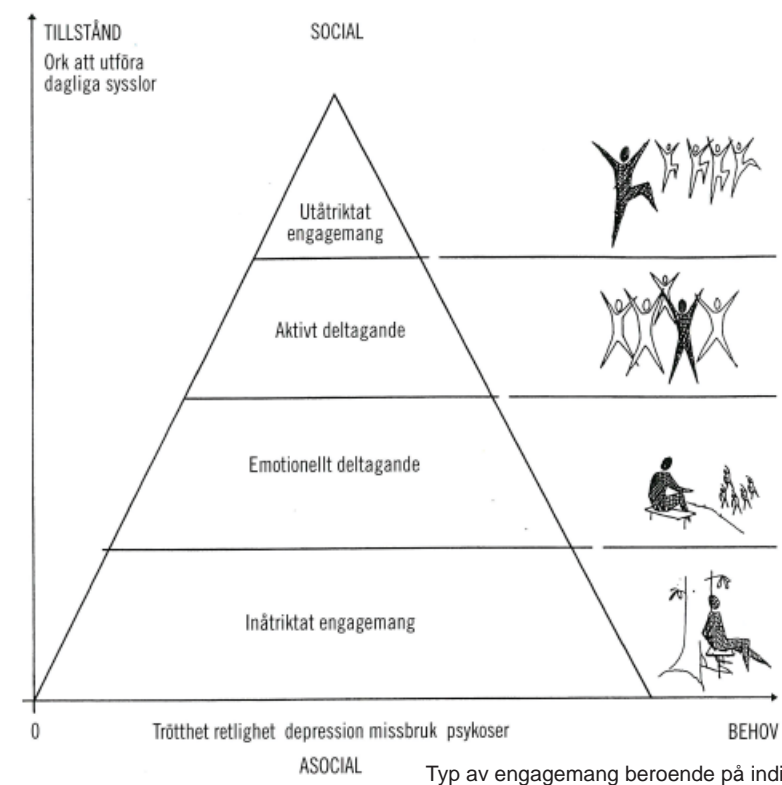 TILLSTÅND
Ork att utföra
dagliga sysslor
SOCIAL
Utåtriktat
engagemang
Aktivt deltagande
Emotionellt deltagande
Inåtriktat engagemang
0
Trötthet retlighet depression missbruk psykoser
BEHOV
ASOCIAL
Typ av engagemang beroende på indi